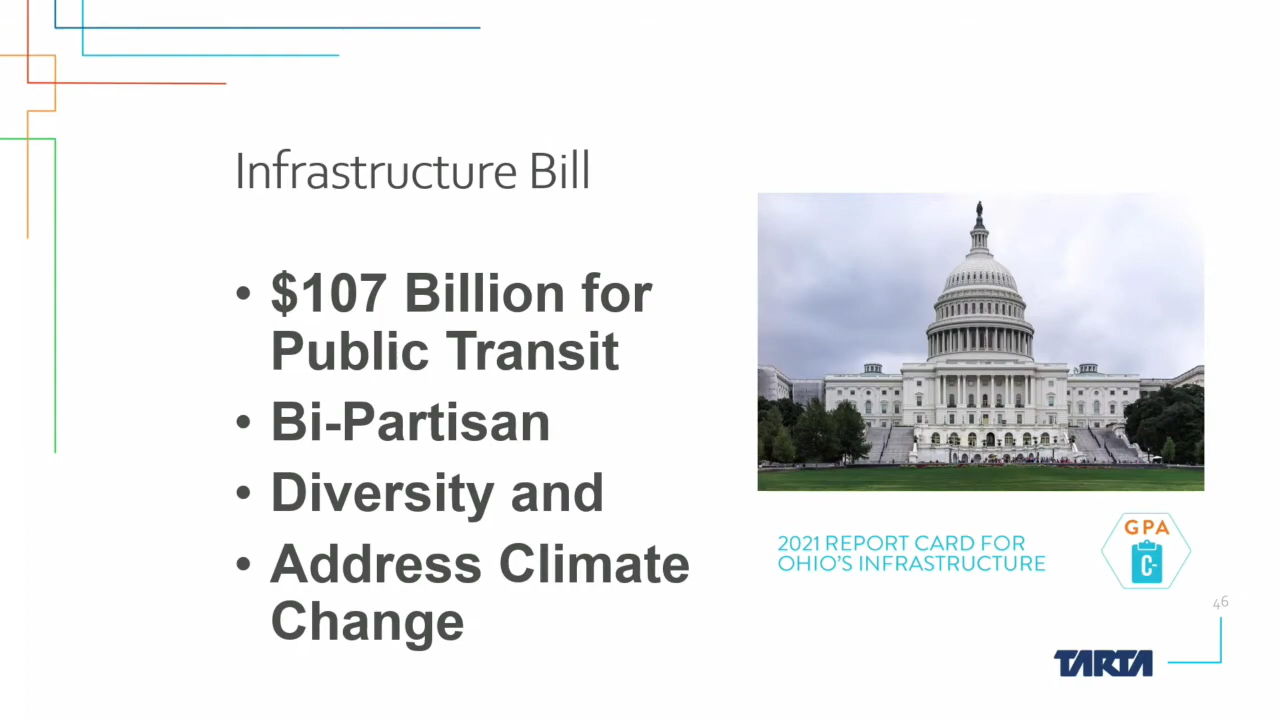 Infrastructure Bill
• $107 Billion for
Public Transit
• Bi-Partisan
• Diversity and
• Address Climate
Change
2021 REPORT CARD FOR
OHIO'S INFRASTRUCTURE
GPA
C-
46
TARTA